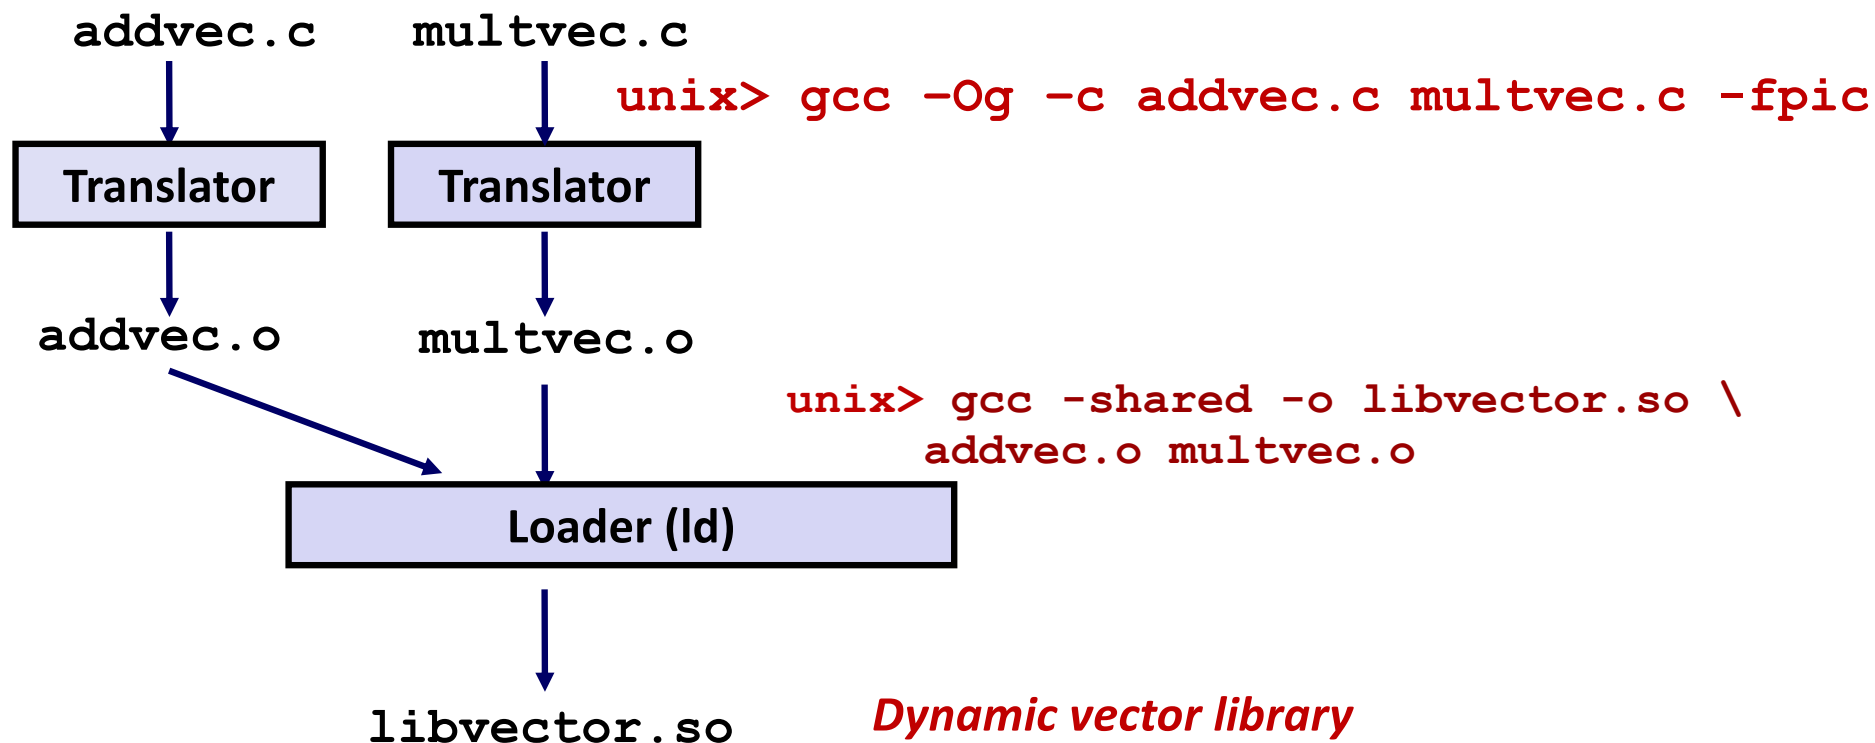 addvec.c multvec.c
unix> gcc –Og –c addvec.c multvec.c -fpic
Translator Translator
addvec.o multvec.o
unix> gcc -shared -o libvector.so \
addvec.o multvec.o
Loader (ld)
libvector.so
Dynamic vector library